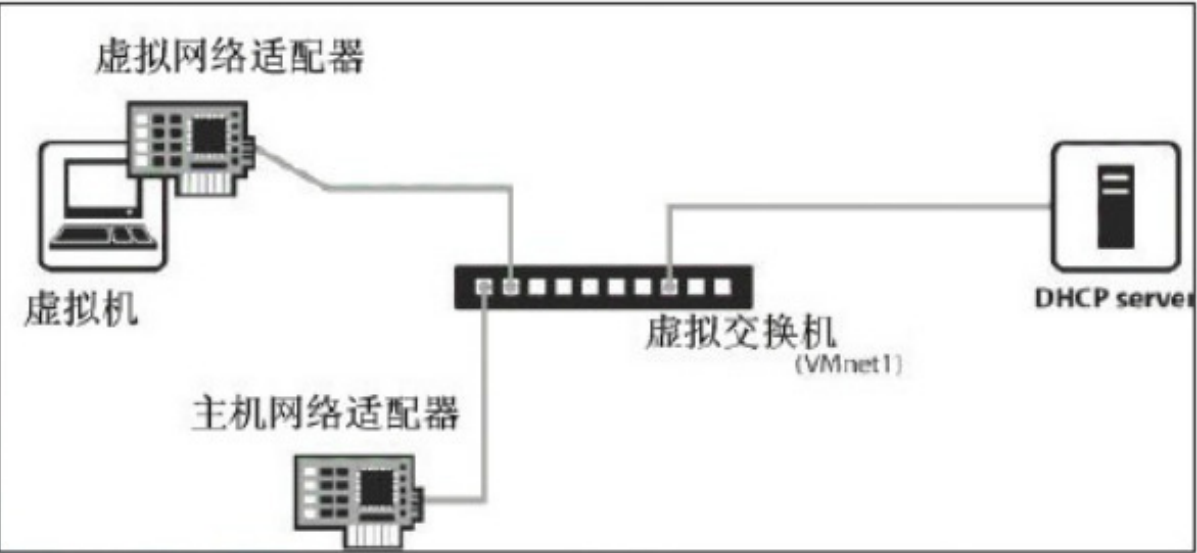 虚拟网络适配器
虚拟机
DHCP server
虚拟交换机
(VMnet1)
主机网络适配器